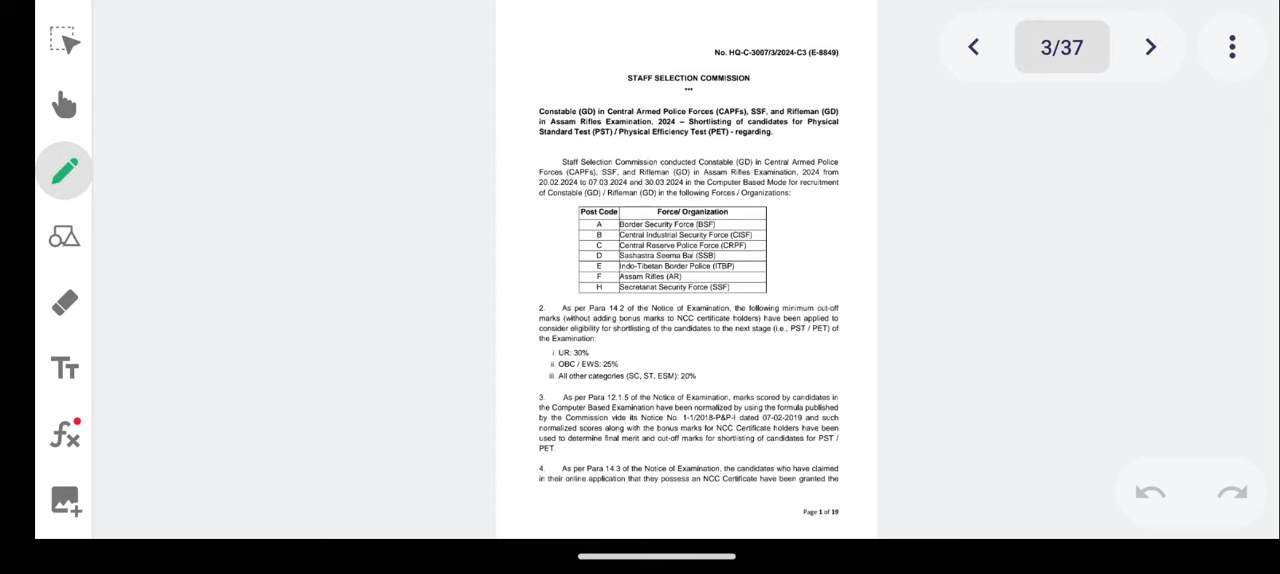 3/37
No. HQ-C-3007/3/2024-C3 (E-8849)
STAFF SELECTION COMMISSION
***
Constable (GD) in Central Armed Police Forces (CAPFs), SSF, and Rifleman (GD)
in Assam Rifles Examination, 2024 – Shortlisting of candidates for Physical
Standard Test (PST) / Physical Efficiency Test (PET) - regarding.
Staff Selection Commission conducted Constable (GD) in Central Armed Police
Forces (CAPFs), SSF, and Rifleman (GD) in Assam Rifles Examination, 2024 from
20.02.2024 to 07.03.2024 and 30.03.2024 in the Computer Based Mode for recruitment
of Constable (GD) / Rifleman (GD) in the following Forces / Organizations:
Post Code Force/ Organization
A Border Security Force (BSF)
B Central Industrial Security Force (CISF)
C Central Reserve Police Force (CRPF)
D Sashastra Seema Bal (SSB)
E Indo-Tibetan Border Police (ITBP)
F Assam Rifles (AR)
H Secretariat Security Force (SSF)
2. As per Para 14.2 of the Notice of Examination, the following minimum cut-off
marks (without adding bonus marks to NCC certificate holders) have been applied to
consider eligibility for shortlisting of the candidates to the next stage (i.e., PST / PET) of
the Examination:
i. UR: 30%
ii. OBC / EWS: 25%
iii. All other categories (SC, ST, ESM): 20%
3. As per Para 12.1.5 of the Notice of Examination, marks scored by candidates in
the Computer Based Examination have been normalized by using the formula published
by the Commission vide its Notice No. 1-1/2018-P&P-I dated 07-02-2019 and such
normalized scores along with the bonus marks for NCC Certificate holders have been
used to determine final merit and cut-off marks for shortlisting of candidates for PST /
PET.
4. As per Para 14.3 of the Notice of Examination, the candidates who have claimed
in their online application that they possess an NCC Certificate have been granted the
Page 1 of 19
Tт
fx